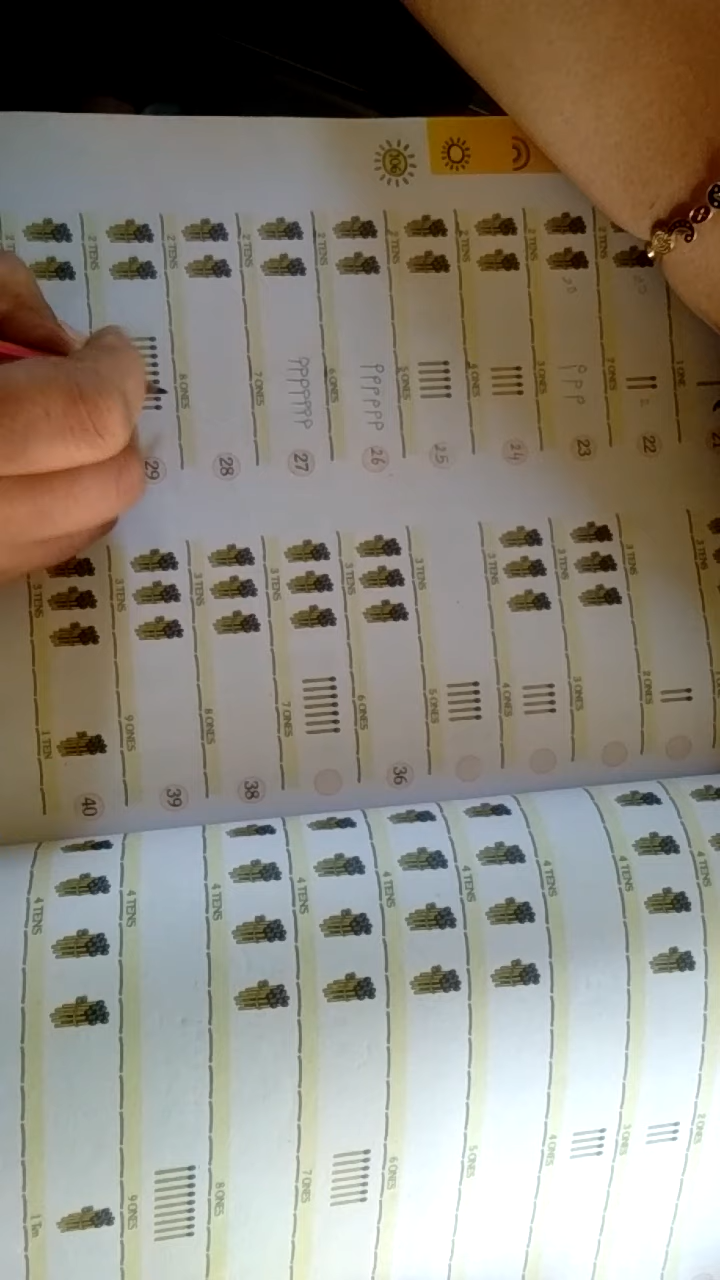 106
1 ONE
22
2 TENS 2 ONES
23
2 TENS 3 ONES
24
2 TENS 4 ONES
25
2 TENS 5 ONES
26
2 TENS 6 ONES
27
2 TENS 7 ONES
28
2 TENS 8 ONES
29
2 TENS
3 TENS
3 TENS 2 ONES
3 TENS 3 ONES
3 TENS 4 ONES
3 TENS 5 ONES
36
3 TENS 6 ONES
3 TENS 7 ONES
38
3 TENS 8 ONES
39
3 TENS 9 ONES
40
3 TENS 1 TEN
4 TENS 2 ONES
4 TENS 3 ONES
4 TENS 4 ONES
4 TENS 5 ONES
4 TENS 6 ONES
4 TENS 7 ONES
4 TENS 8 ONES
4 TENS 9 ONES
4 TENS 1 Ten